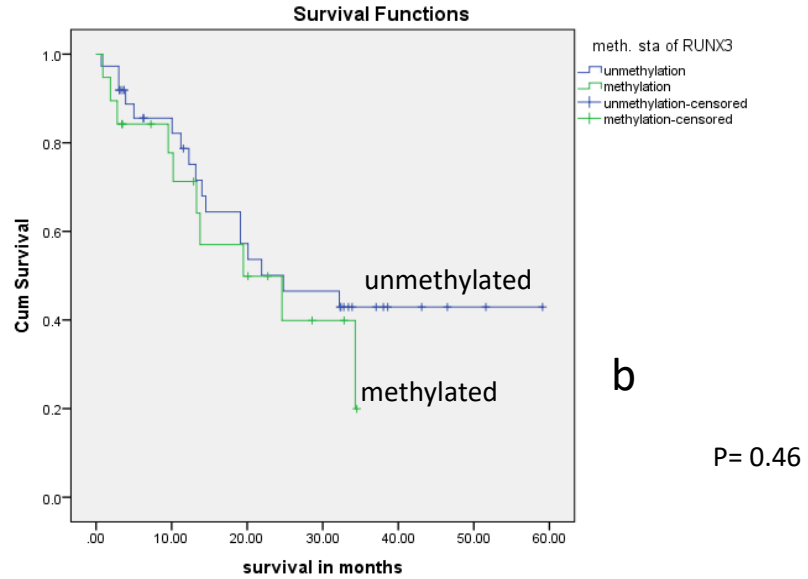 Survival Functions
meth. sta of RUNX3
unmethylation
methylation
unmethylation-censored
methylation-censored
1.0
0.8
0.6
0.4
0.2
0.0
Cum Survival
unmethylated
methylated
b
P= 0.46
.00 10.00 20.00 30.00 40.00 50.00 60.00
survival in months